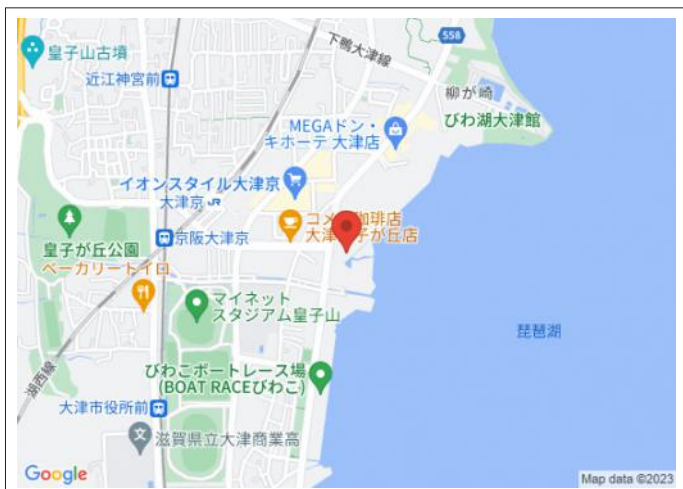 皇子山古墳
近江神宮前
下鴨大津線
558
柳が崎
びわ湖大津館
MEGAドン・
キホーテ 大津店
イオンスタイル大津京
大津京 JR
コメ
珈琲店
大津
子が丘店
京阪大津京
皇子が丘公園
ベーカリートイロ
マイネット
スタジアム皇子山
琵琶湖
びわこボートレース場
(BOAT RACEびわこ)
湖西線
大津市役所前
文
滋賀県立大津商業高
Google
Map data ©2023